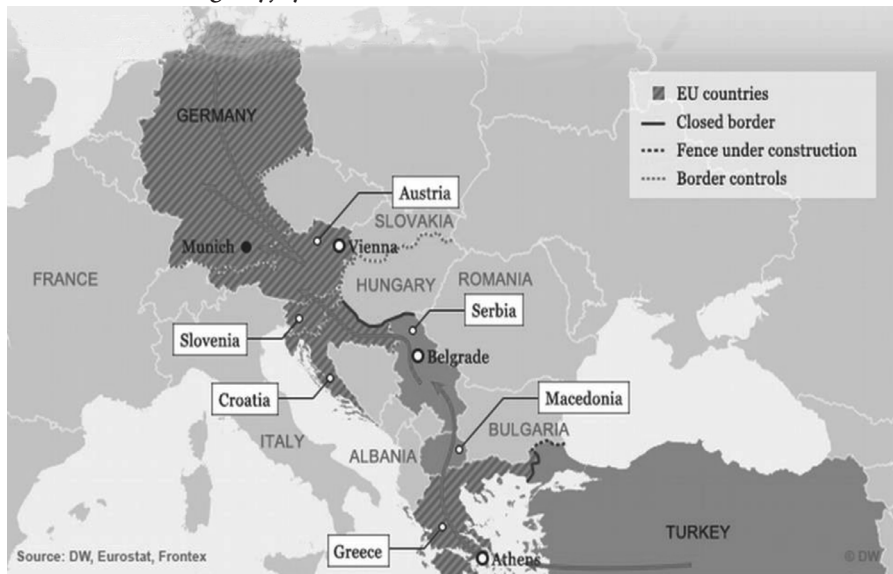 EU countries
Closed border
Fence under construction
Border controls
GERMANY
Austria
SLOVAKIA
Munich
Vienna
FRANCE
HUNGARY
ROMANIA
Serbia
Slovenia
Belgrade
Croatia
Macedonia
BULGARIA
ITALY
ALBANIA
TURKEY
Greece
Athens
Source: DW, Eurostat, Frontex
© DW